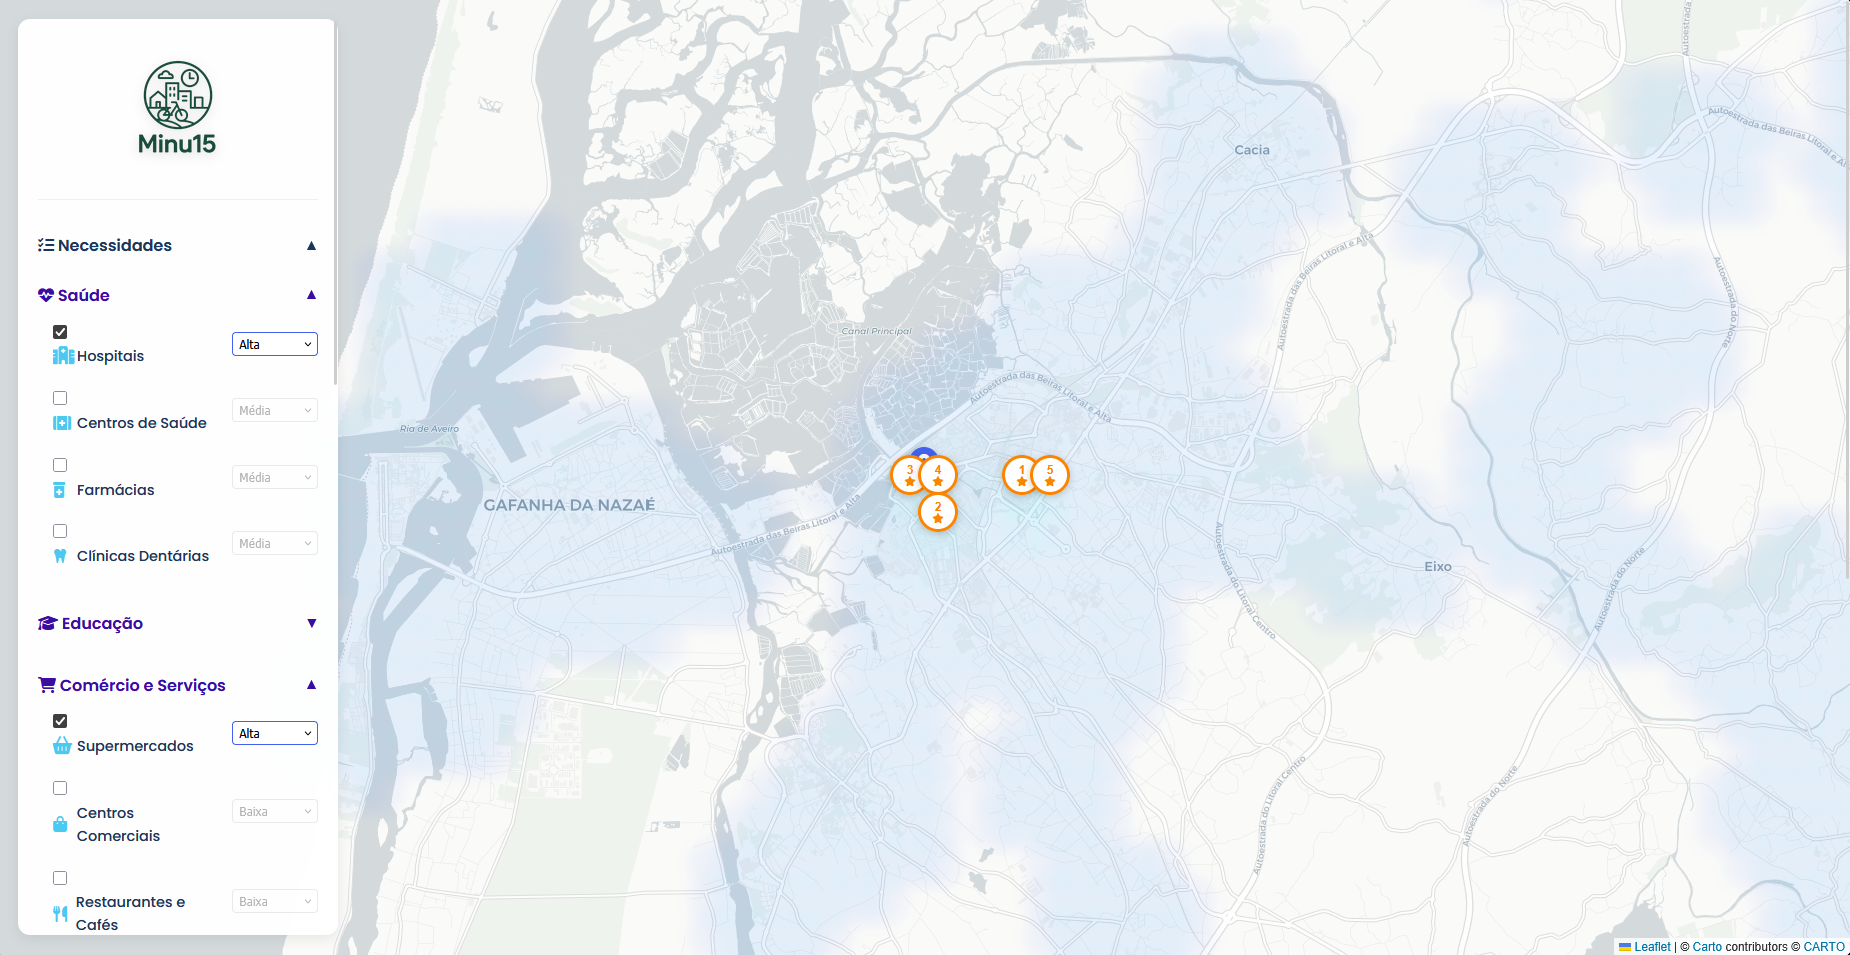 Minu15
Necessidades
Saúde
Hospitais
Alta
Centros de Saúde
Média
Farmácias
Média
Clínicas Dentárias
Média
Educação
Comércio e Serviços
Supermercados
Alta
Centros
Comerciais
Baixa
Restaurantes e
Cafés
Baixa
Cacia
Autoestrada das Beiras Litoral e Alta
Autoestrada das Beiras Litoral e Al
Autoestrada
Autoestrada do Norte
Canal Principal
Autoestrada das Beiras Litoral e Alta
Ria de Aveiro
GAFANHA DA NAZAÉ
Autoestrada das Beiras Litoral e Alta
3
4
1
5
2
Eixo
Autoestrada do Litoral Centro
Autoestrada do Norte
Autoestrada do Litoral Centro
Autoestrada do Norte
Leaflet | © Carto contributors © CARTO